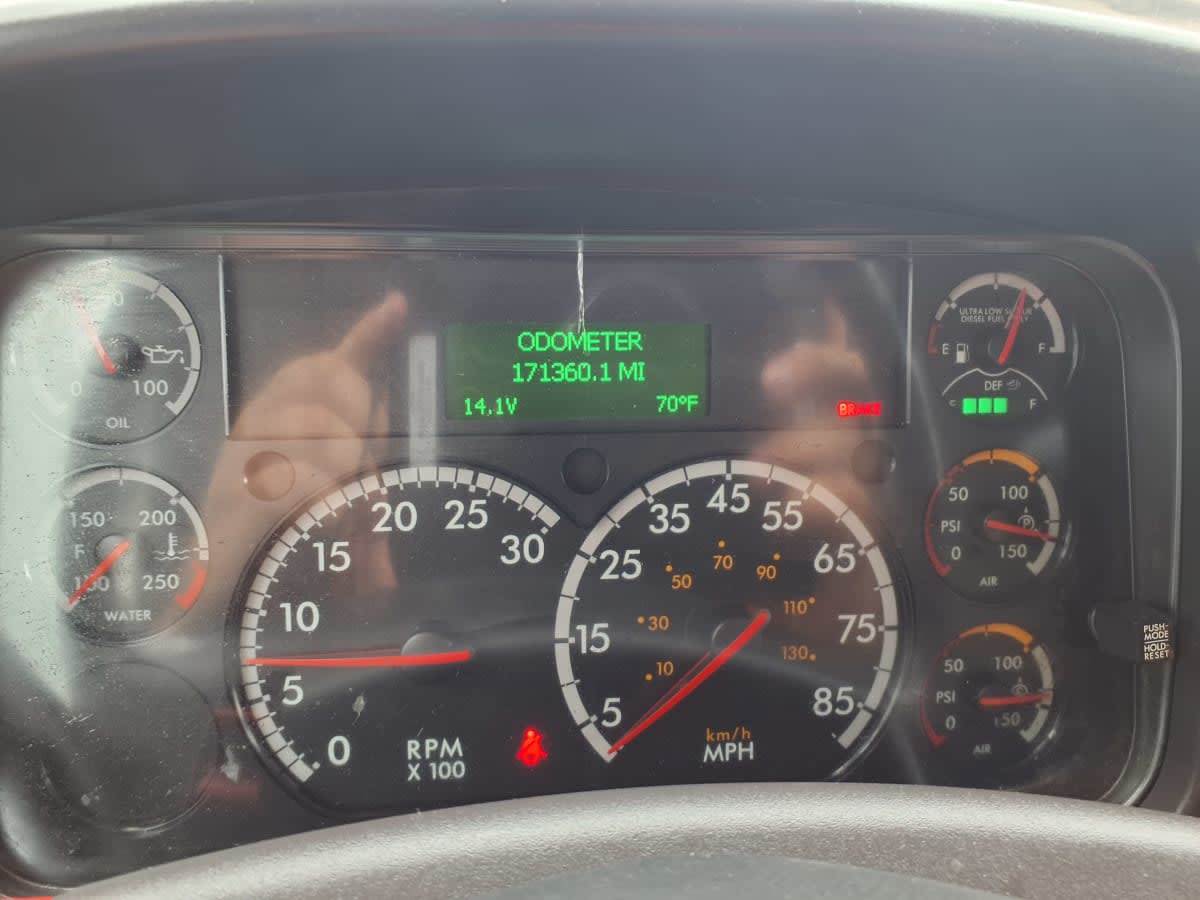 ODOMETER
171360.1 MI
14.1V 70°F
BRAKE
50
0 100
OIL
150 200
F
100 250
WATER
0 5 10 15 20 25 30
RPM
X 100
5 15 25 35 45 55 65 75 85
10 30 50 70 90 110 130
km/h
MPH
ULTRA LOW SULFUR
DIESEL FUEL ONLY
E F
DEF
F
50 100
PSI
0 150
AIR
50 100
PSI
0 150
AIR
PUSH-
MODE
HOLD-
RESET